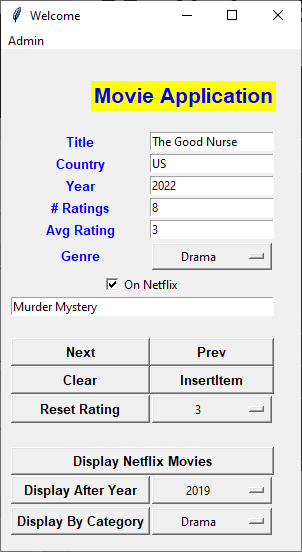 Welcome
Admin
Movie Application
Title The Good Nurse
Country US
Year 2022
# Ratings 8
Avg Rating 3
Genre Drama
On Netflix
Murder Mystery
Next Prev
Clear InsertItem
Reset Rating 3
Display Netflix Movies
Display After Year 2019
Display By Category Drama